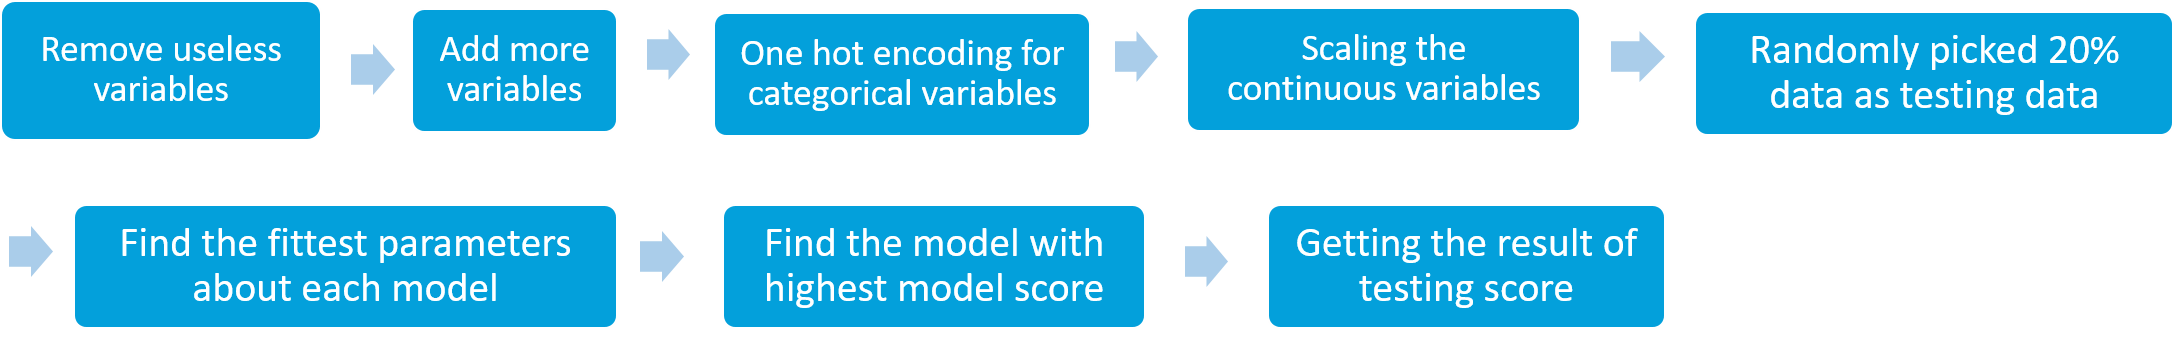 Remove useless
variables
Add more
variables
One hot encoding for
categorical variables
Scaling the
continuous variables
Randomly picked 20%
data as testing data
Find the fittest parameters
about each model
Find the model with
highest model score
Getting the result of
testing score